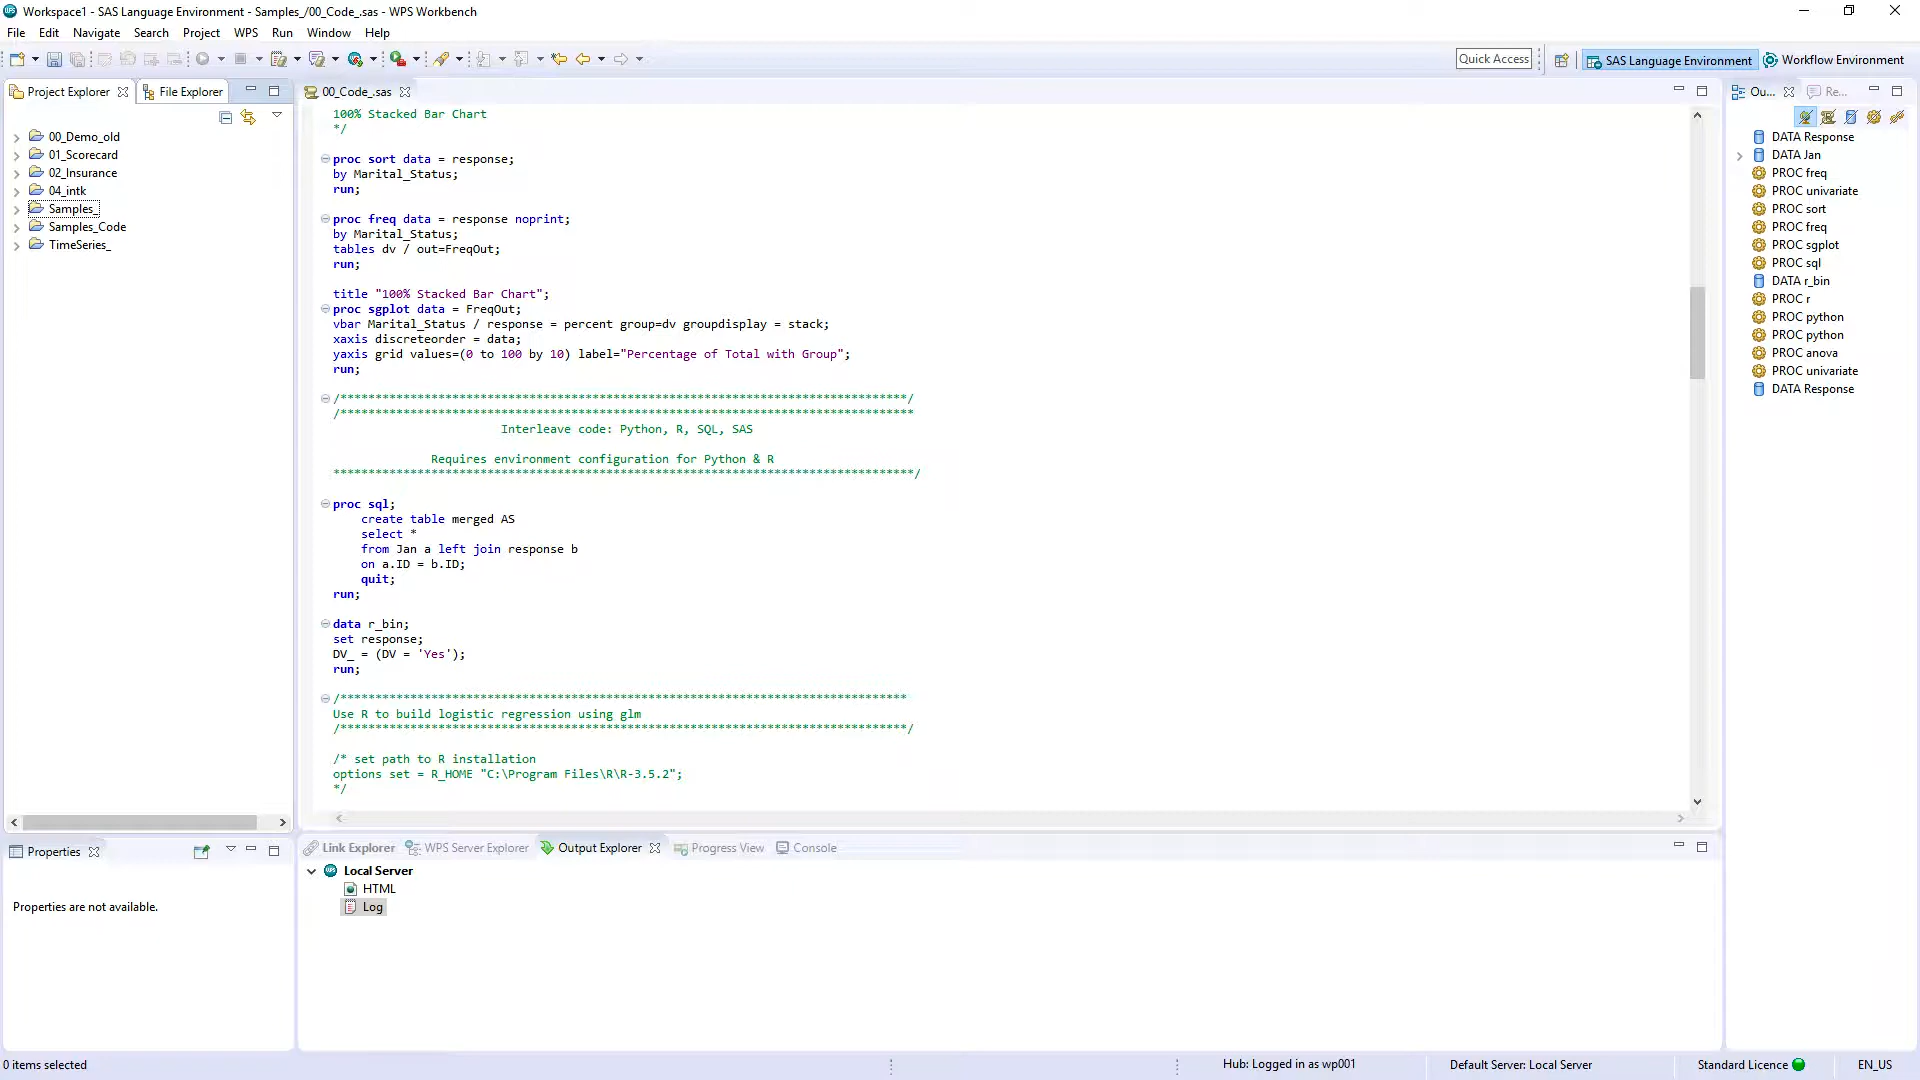 Workspace1 - SAS Language Environment - Samples_/00_Code_.sas - WPS Workbench
File Edit Navigate Search Project WPS Run Window Help
Quick Access
SAS Language Environment
Workflow Environment
Project Explorer
File Explorer
00_Demo_old
01_Scorecard
02_Insurance
04_intk
Samples_
Samples_Code
TimeSeries_
00_Code_.sas
100% Stacked Bar Chart
*/
proc sort data = response;
by Marital_Status;
run;
proc freq data = response noprint;
by Marital_Status;
tables dv / out=FreqOut;
run;
title "100% Stacked Bar Chart";
proc sgplot data = FreqOut;
vbar Marital_Status / response = percent group=dv groupdisplay = stack;
xaxis discreteorder = data;
yaxis grid values=(0 to 100 by 10) label="Percentage of Total with Group";
run;
/*********************************************************************************/
/**********************************************************************************
Interleave code: Python, R, SQL, SAS
Requires environment configuration for Python & R
***********************************************************************************/
proc sql;
create table merged AS
select *
from Jan a left join response b
on a.ID = b.ID;
quit;
run;
data r_bin;
set response;
DV_ = (DV = 'Yes');
run;
/*********************************************************************************
Use R to build logistic regression using glm
/*********************************************************************************/
/* set path to R installation
options set = R_HOME "C:\Program Files\R\R-3.5.2";
*/
Ou...
Re...
DATA Response
DATA Jan
PROC freq
PROC univariate
PROC sort
PROC freq
PROC sgplot
PROC sql
DATA r_bin
PROC r
PROC python
PROC python
PROC anova
PROC univariate
DATA Response
Properties
Properties are not available.
Link Explorer
WPS Server Explorer
Output Explorer
Progress View
Console
Local Server
HTML
Log
0 items selected
Hub: Logged in as wp001
Default Server: Local Server
Standard Licence
EN_US